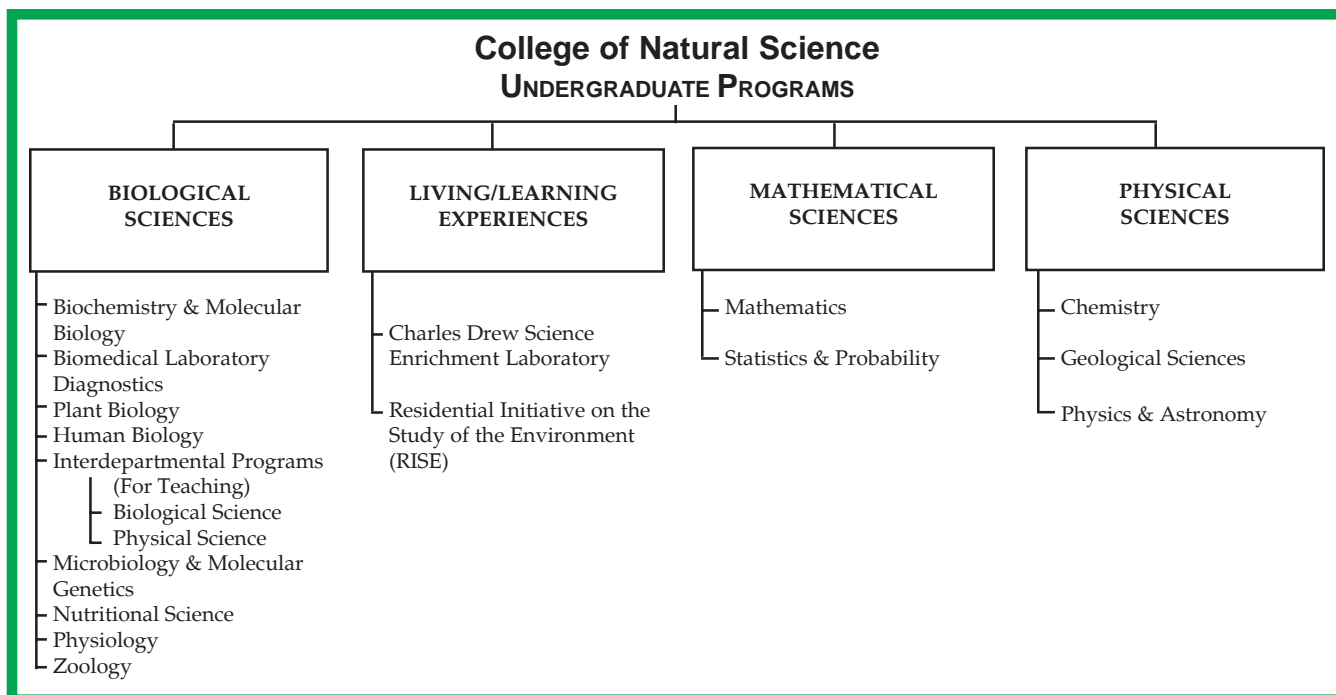 College of Natural Science
UNDERGRADUATE PROGRAMS
BIOLOGICAL
SCIENCES
Biochemistry & Molecular
Biology
Biomedical Laboratory
Diagnostics
Plant Biology
Human Biology
Interdepartmental Programs
(For Teaching)
Biological Science
Physical Science
Microbiology & Molecular
Genetics
Nutritional Science
Physiology
Zoology
LIVING/LEARNING
EXPERIENCES
Charles Drew Science
Enrichment Laboratory
Residential Initiative on the
Study of the Environment
(RISE)
MATHEMATICAL
SCIENCES
Mathematics
Statistics & Probability
PHYSICAL
SCIENCES
Chemistry
Geological Sciences
Physics & Astronomy